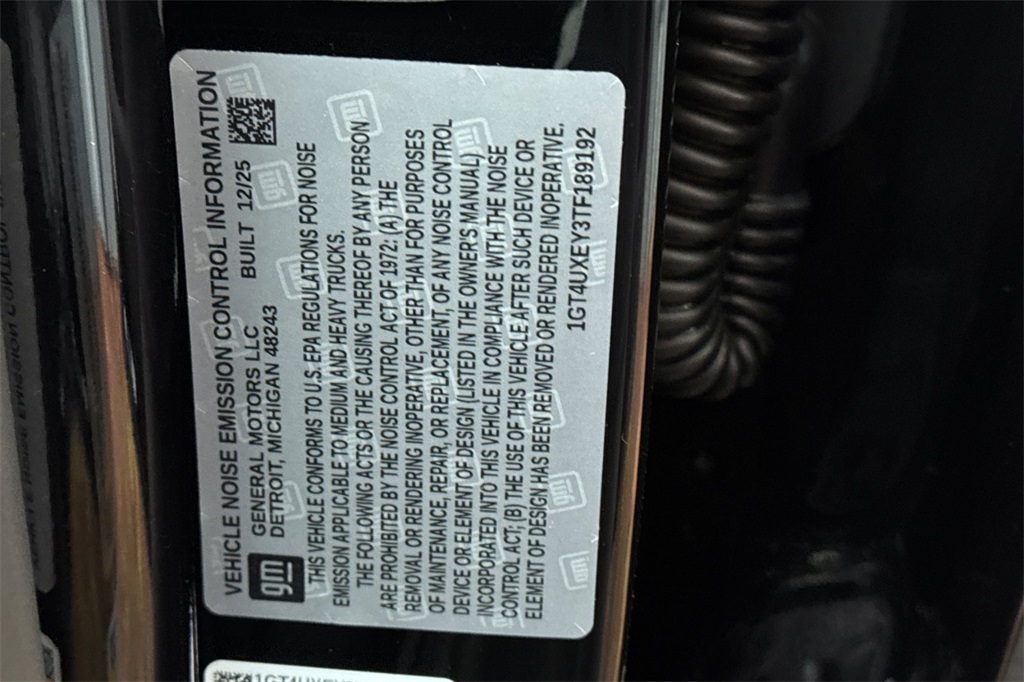 VEHICLE NOISE EMISSION CONTROL INFORMATION
gm
GENERAL MOTORS LLC
DETROIT, MICHIGAN 48243
BUILT 12/25
THIS VEHICLE CONFORMS TO U.S. EPA REGULATIONS FOR NOISE
EMISSION APPLICABLE TO MEDIUM AND HEAVY TRUCKS.
THE FOLLOWING ACTS OR THE CAUSING THEREOF BY ANY PERSON
ARE PROHIBITED BY THE NOISE CONTROL ACT OF 1972: (A) THE
REMOVAL OR RENDERING INOPERATIVE, OTHER THAN FOR PURPOSES
OF MAINTENANCE, REPAIR, OR REPLACEMENT, OF ANY NOISE CONTROL
DEVICE OR ELEMENT OF DESIGN (LISTED IN THE OWNER'S MANUAL)
INCORPORATED INTO THIS VEHICLE IN COMPLIANCE WITH THE NOISE
CONTROL ACT; (B) THE USE OF THIS VEHICLE AFTER SUCH DEVICE OR
ELEMENT OF DESIGN HAS BEEN REMOVED OR RENDERED INOPERATIVE.
1GT4UXEY3TF189192